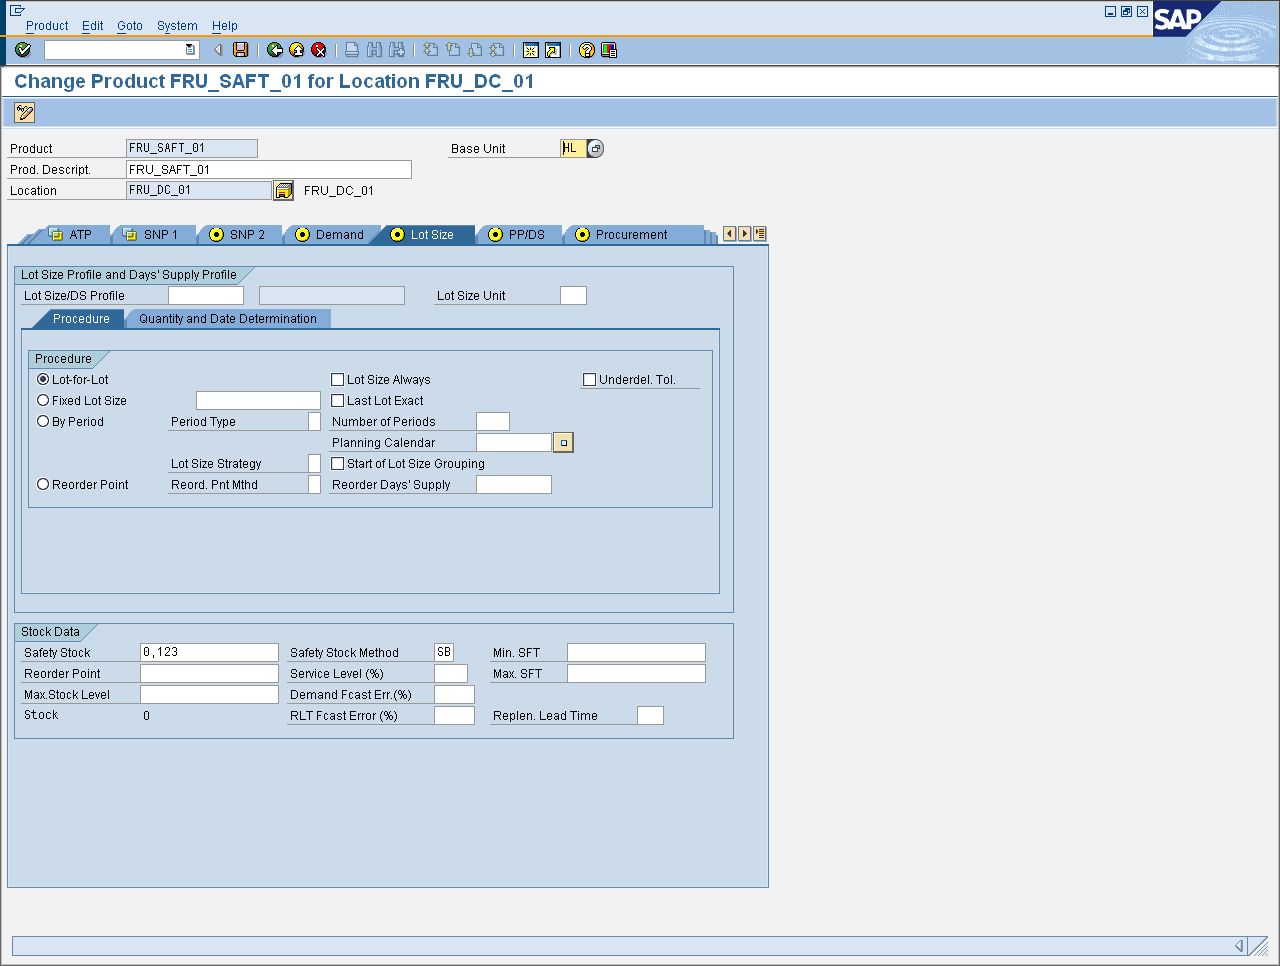 Product Edit Goto System Help
SAP
Change Product FRU_SAFT_01 for Location FRU_DC_01
Product FRU_SAFT_01 Base Unit HL
Prod. Descript. FRU_SAFT_01
Location FRU_DC_01 FRU_DC_01
ATP SNP 1 SNP 2 Demand Lot Size PP/DS Procurement
Lot Size Profile and Days' Supply Profile
Lot Size/DS Profile Lot Size Unit
Procedure Quantity and Date Determination
Procedure
Lot-for-Lot Lot Size Always Underdel. Tol.
Fixed Lot Size Last Lot Exact
By Period Period Type Number of Periods
Planning Calendar
Lot Size Strategy Start of Lot Size Grouping
Reorder Point Reord. Pnt Mthd Reorder Days' Supply
Stock Data
Safety Stock 0,123 Safety Stock Method SB Min. SFT
Reorder Point Service Level (%) Max. SFT
Max.Stock Level Demand Fcast Err.(%)
Stock 0 RLT Fcast Error (%) Replen. Lead Time